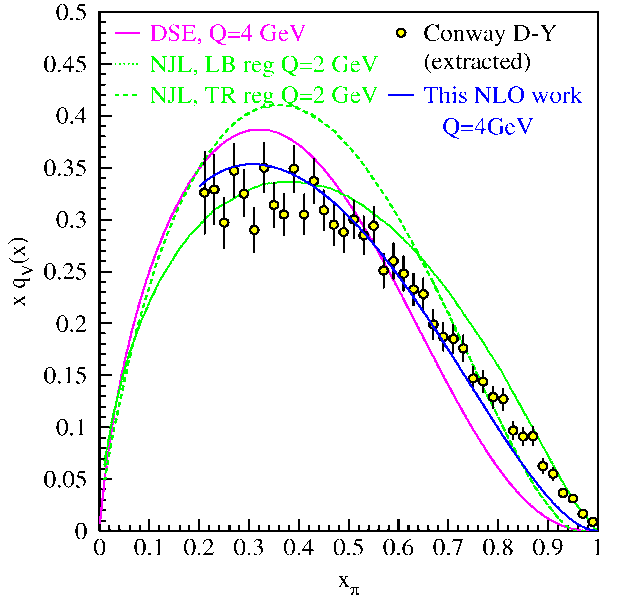 DSE, Q=4 GeV
NJL, LB reg Q=2 GeV
NJL, TR reg Q=2 GeV
Conway D-Y
(extracted)
This NLO work
Q=4GeV
x qV(x)
0.5
0.45
0.4
0.35
0.3
0.25
0.2
0.15
0.1
0.05
0
0 0.1 0.2 0.3 0.4 0.5 0.6 0.7 0.8 0.9 1
xπ